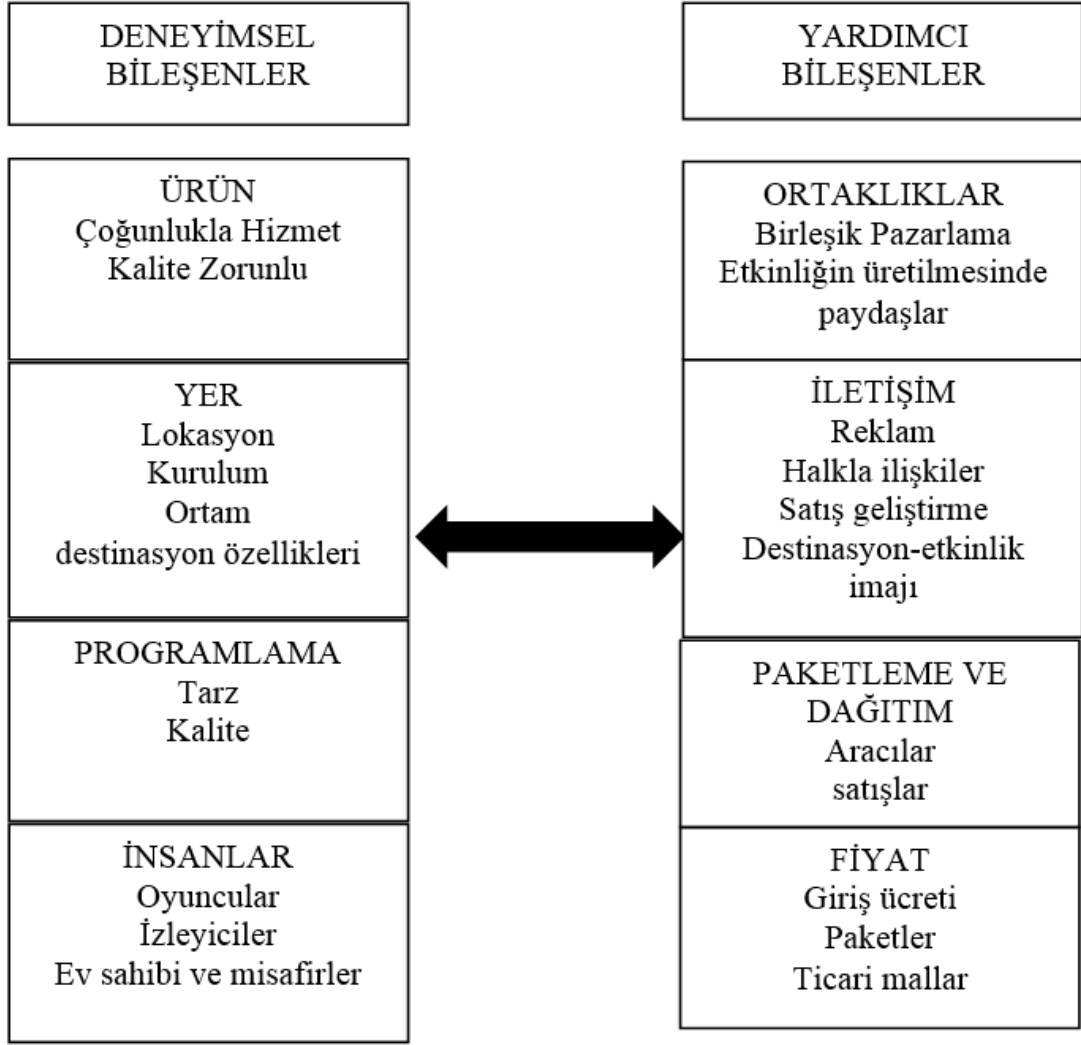 DENEYİMSEL
BİLEŞENLER
ÜRÜN
Çoğunlukla Hizmet
Kalite Zorunlu
YER
Lokasyon
Kurulum
Ortam
destinasyon özellikleri
PROGRAMLAMA
Tarz
Kalite
İNSANLAR
Oyuncular
İzleyiciler
Ev sahibi ve misafirler
YARDIMCI
BİLEŞENLER
ORTAKLIKLAR
Birleşik Pazarlama
Etkinliğin üretilmesinde
paydaşlar
İLETİŞİM
Reklam
Halkla ilişkiler
Satış geliştirme
Destinasyon-etkinlik
imajı
PAKETLEME VE
DAĞITIM
Aracılar
satışlar
FİYAT
Giriş ücreti
Paketler
Ticari mallar